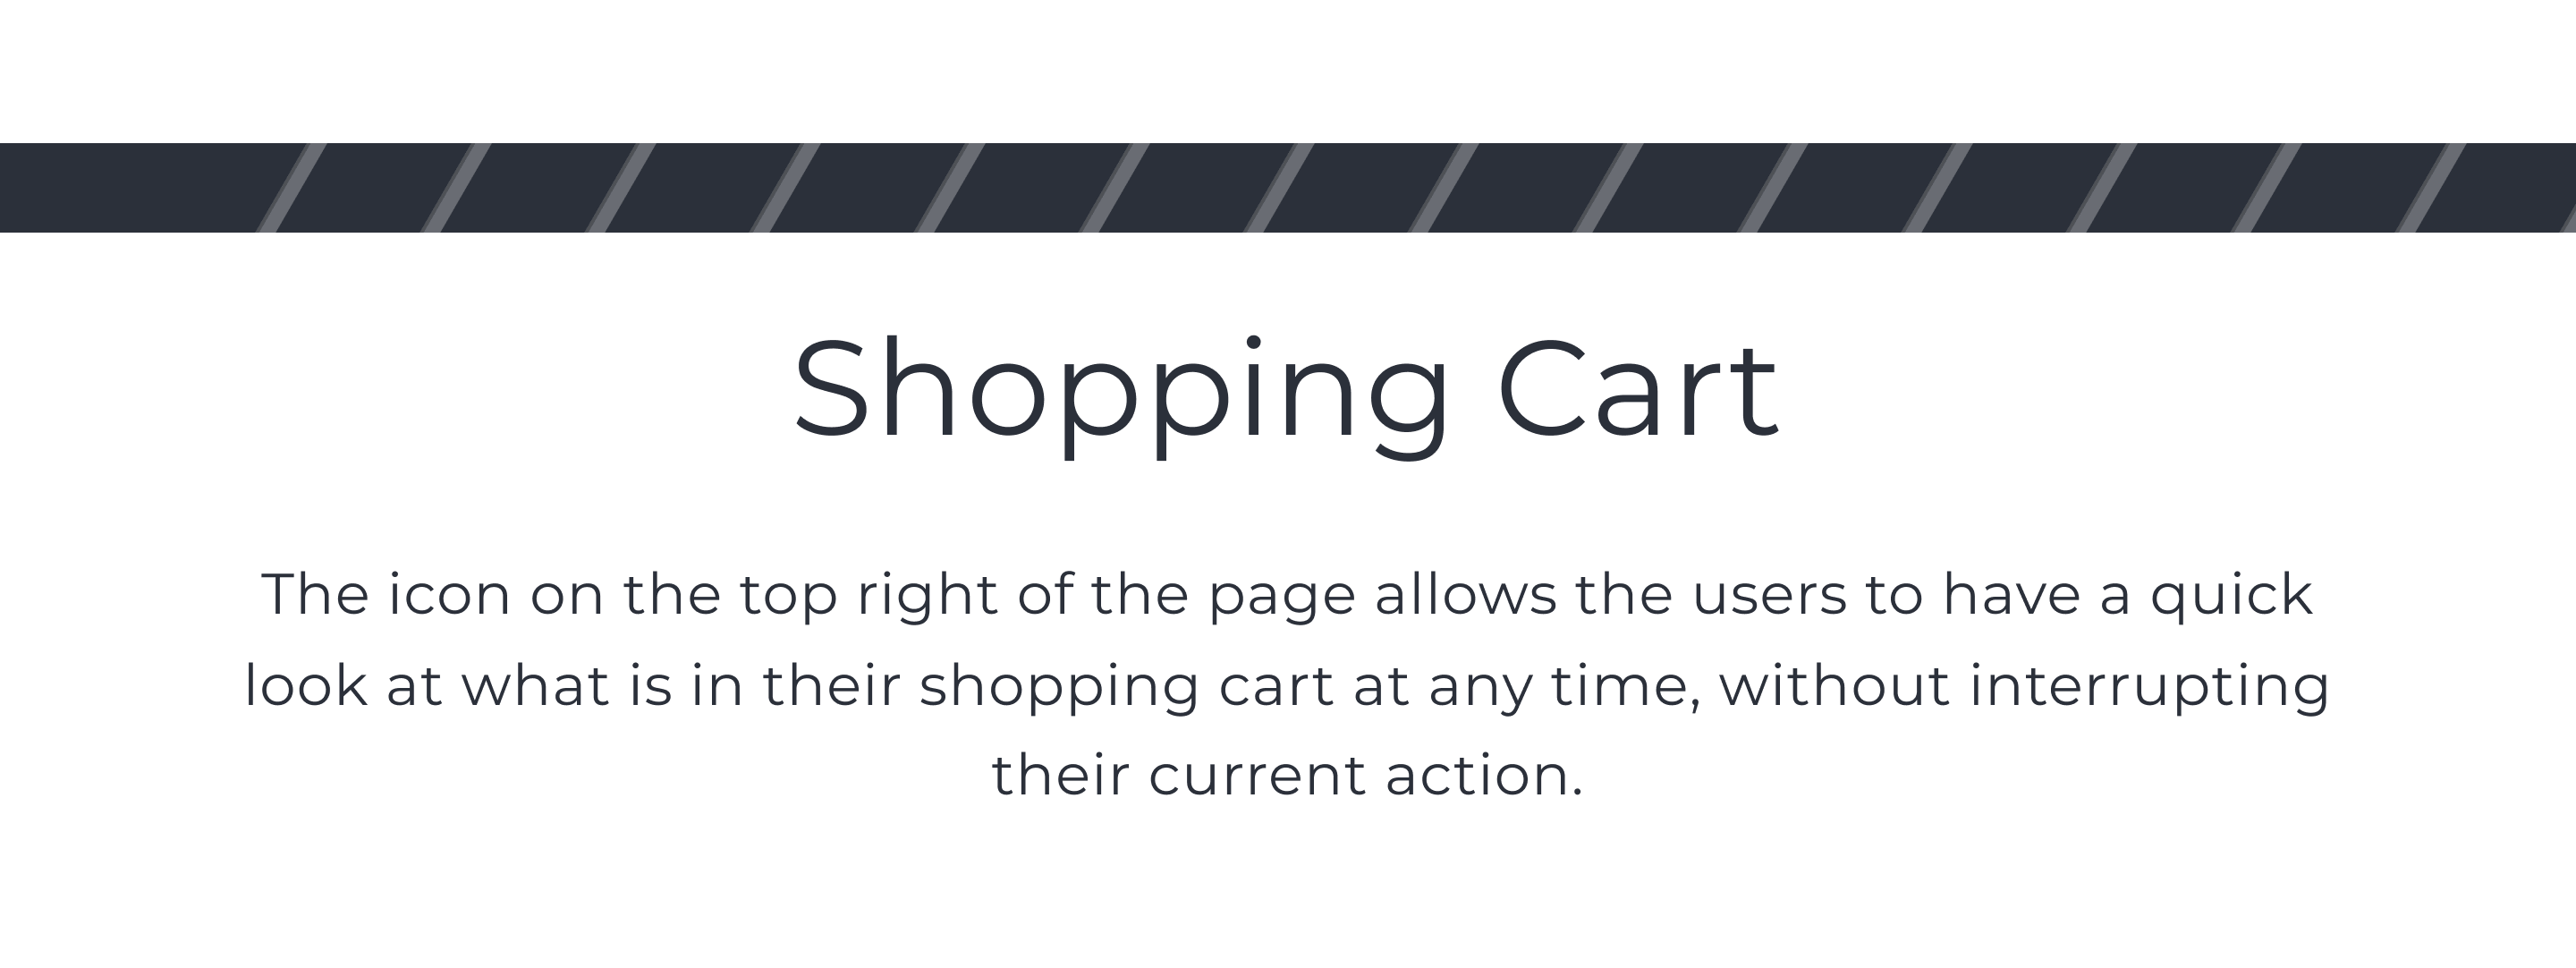 Shopping Cart
The icon on the top right of the page allows the users to have a quick
look at what is in their shopping cart at any time, without interrupting
their current action.